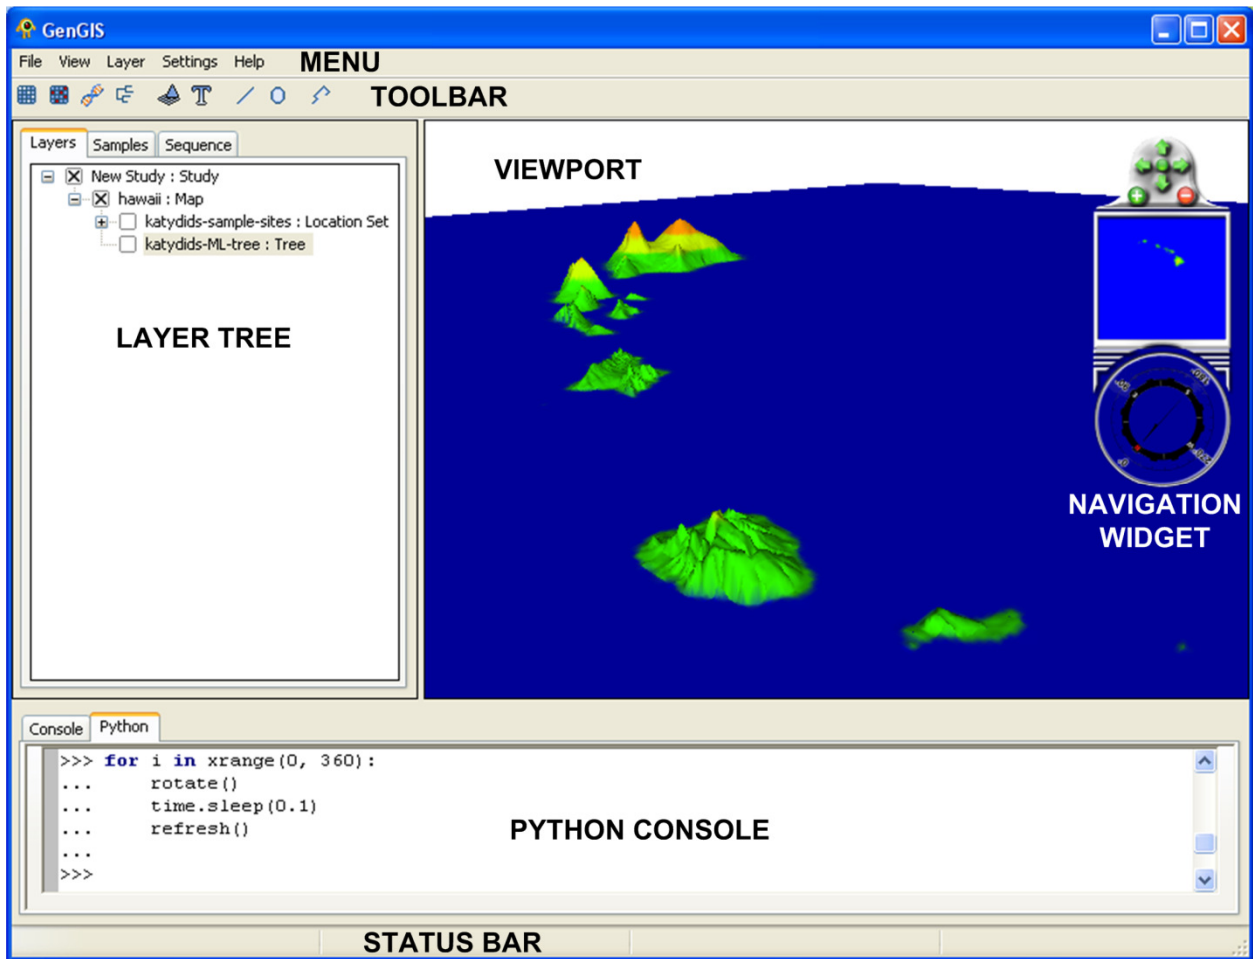 GenGIS
File View Layer Settings Help MENU
TOOLBAR
Layers Samples Sequence
New Study : Study
hawaii : Map
katydids-sample-sites : Location Set
katydids-ML-tree : Tree
LAYER TREE
VIEWPORT
NAVIGATION
WIDGET
Console Python
>>> for i in xrange(0, 360):
... rotate()
... time.sleep(0.1)
... refresh()
...
>>>
PYTHON CONSOLE
STATUS BAR